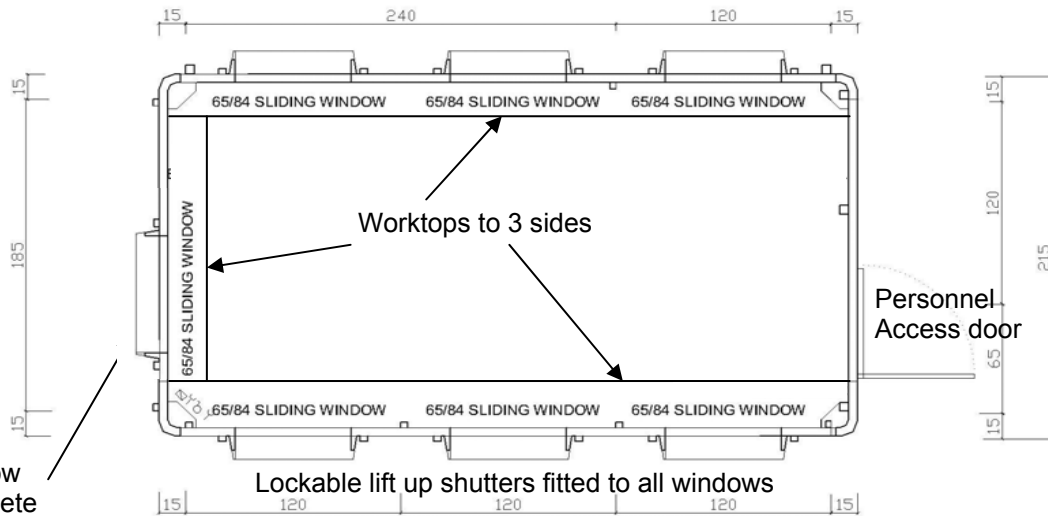 15 240 120 15
65/84 SLIDING WINDOW 65/84 SLIDING WINDOW 65/84 SLIDING WINDOW
15
185
15
65/84 SLIDING WINDOW
Worktops to 3 sides
Personnel
Access door
15
120
65
15
215
65/84 SLIDING WINDOW 65/84 SLIDING WINDOW 65/84 SLIDING WINDOW
Lockable lift up shutters fitted to all windows
15 120 120 120 15